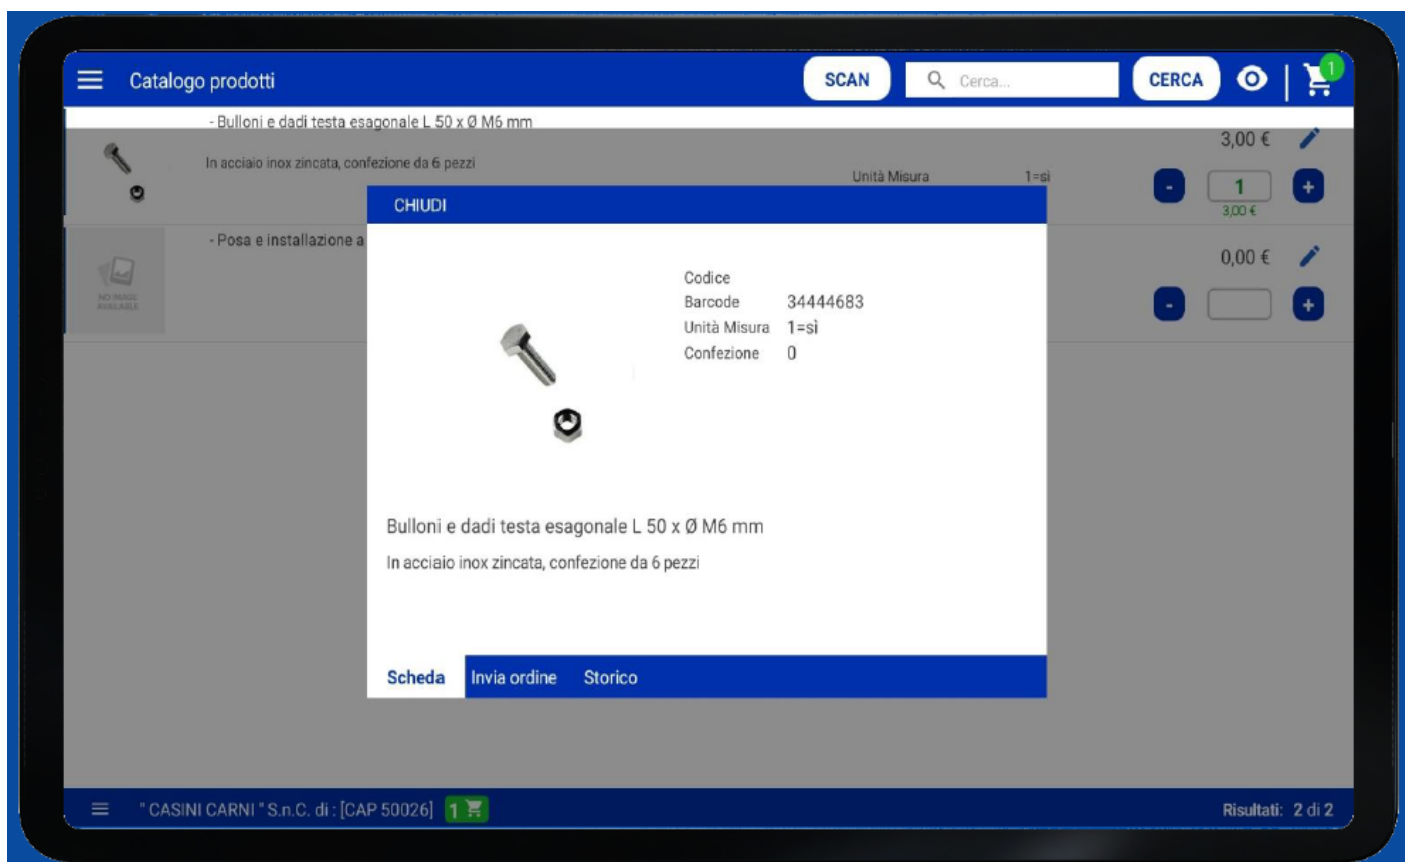 Catalogo prodotti
SCAN
Cerca...
CERCA
1
- Bulloni e dadi testa esagonale L 50 x Ø M6 mm
In acciaio inox zincata, confezione da 6 pezzi
Unità Misura 1=sì
3,00 €
- 1 +
3,00 €
- Posa e installazione a
NO IMAGE
AVAILABLE
0,00 €
- +
CHIUDI
Codice
Barcode 34444683
Unità Misura 1=sì
Confezione 0
Bulloni e dadi testa esagonale L 50 x Ø M6 mm
In acciaio inox zincata, confezione da 6 pezzi
Scheda Invia ordine Storico
" CASINI CARNI " S.n.C. di : [CAP 50026] 1
Risultati: 2 di 2